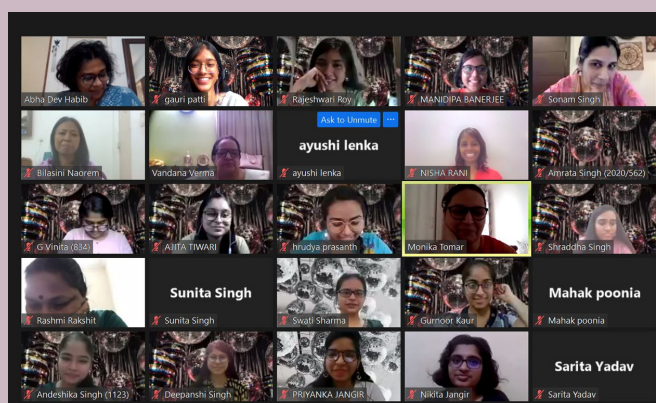 Abha Dev Habib
gauri patti
Rajeshwari Roy
MANIDIPA BANERJEE
Sonam Singh
Bilasini Naorem
Vandana Verma
Ask to Unmute ...
ayushi lenka
ayushi lenka
NISHA RANI
Amrata Singh (2020/562)
G Vinita (834)
AJITA TIWARI
hrudya prasanth
Monika Tomar
Shraddha Singh
Rashmi Rakshit
Sunita Singh
Sunita Singh
Swati Sharma
Gurnoor Kaur
Mahak poonia
Mahak poonia
Andeshika Singh (1123)
Deepanshi Singh
PRIYANKA JANGIR
Nikita Jangir
Sarita Yadav
Sarita Yadav